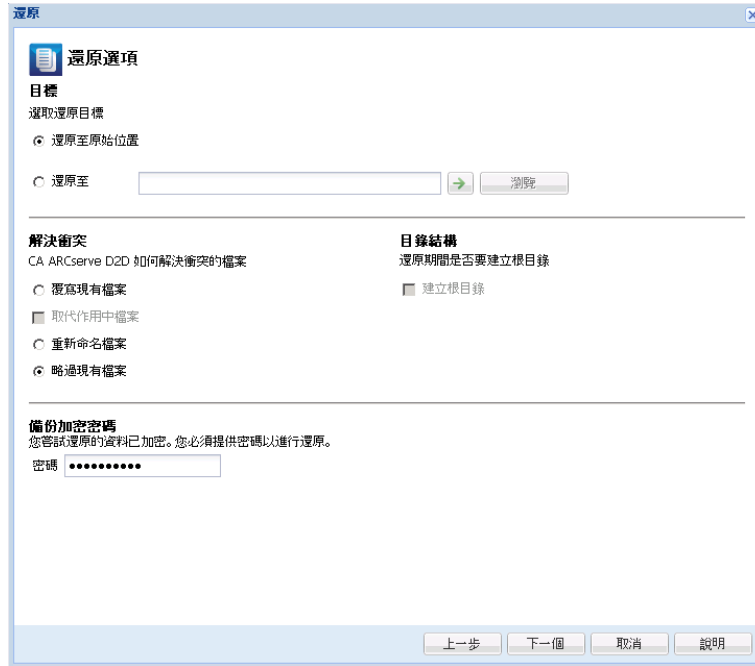 還原
還原選項
目標
選取還原目標
還原至原始位置
還原至
瀏覽
解決衝突
CA ARCserve D2D 如何解決衝突的檔案
覆寫現有檔案
取代作用中檔案
重新命名檔案
略過現有檔案
目錄結構
還原期間是否要建立根目錄
建立根目錄
備份加密密碼
您嘗試還原的資料已加密。您必須提供密碼以進行還原。
密碼 ••••••••••
上一步
下一個
取消
說明